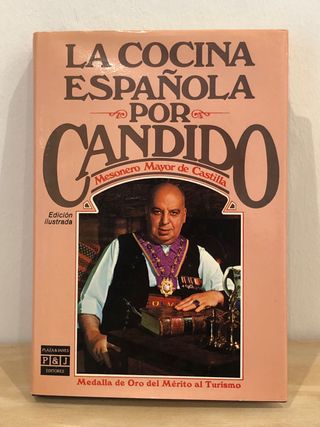 LA COCINA
ESPAÑOLA
POR
CANDIDO
Mesonero Mayor de Castilla
Edición
ilustrada
PLAZA & JANES
P&J
EDITORES
Medalla de Oro del Mérito al Turismo